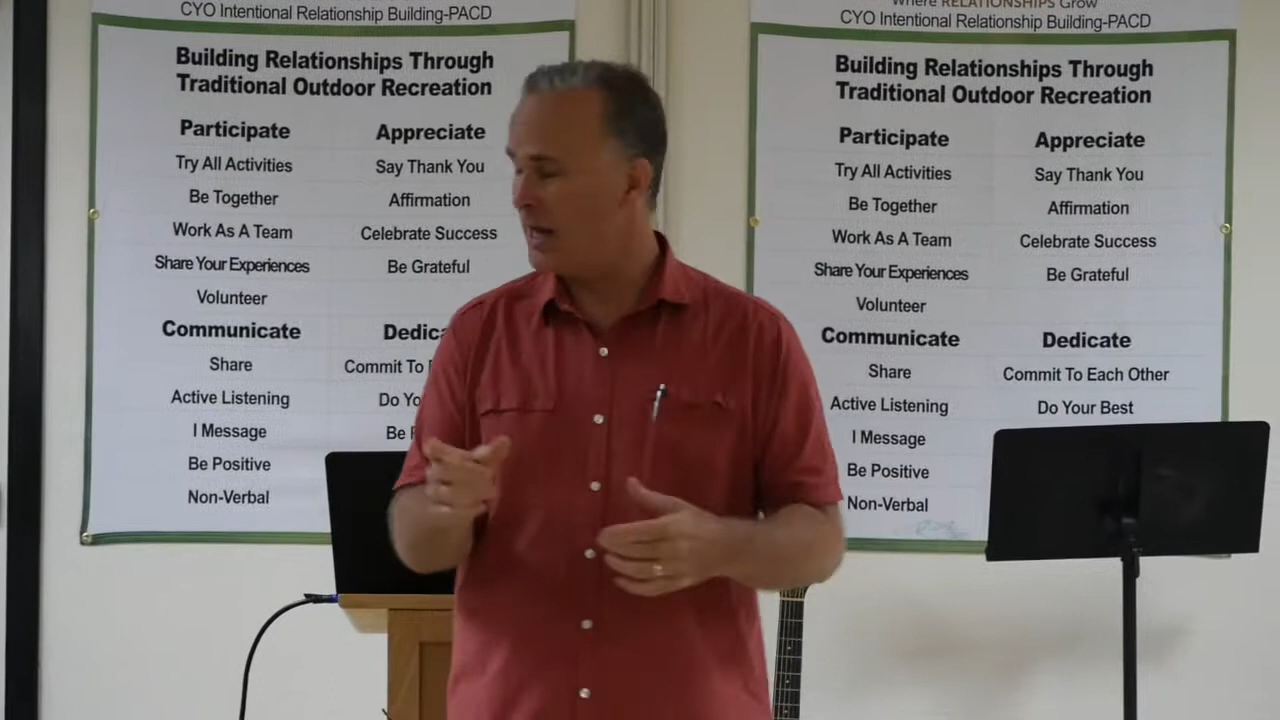 CYO Intentional Relationship Building-PACD
Building Relationships Through
Traditional Outdoor Recreation
Participate
Try All Activities
Be Together
Work As A Team
Share Your Experiences
Volunteer
Appreciate
Say Thank You
Affirmation
Celebrate Success
Be Grateful
Communicate
Share
Active Listening
I Message
Be Positive
Non-Verbal
Dedica
Commit To
Do Yo
Be
Where RELATIONSHIPS Grow
CYO Intentional Relationship Building-PACD
Building Relationships Through
Traditional Outdoor Recreation
Participate
Try All Activities
Be Together
Work As A Team
Share Your Experiences
Volunteer
Appreciate
Say Thank You
Affirmation
Celebrate Success
Be Grateful
Communicate
Share
Active Listening
I Message
Be Positive
Non-Verbal
Dedicate
Commit To Each Other
Do Your Best